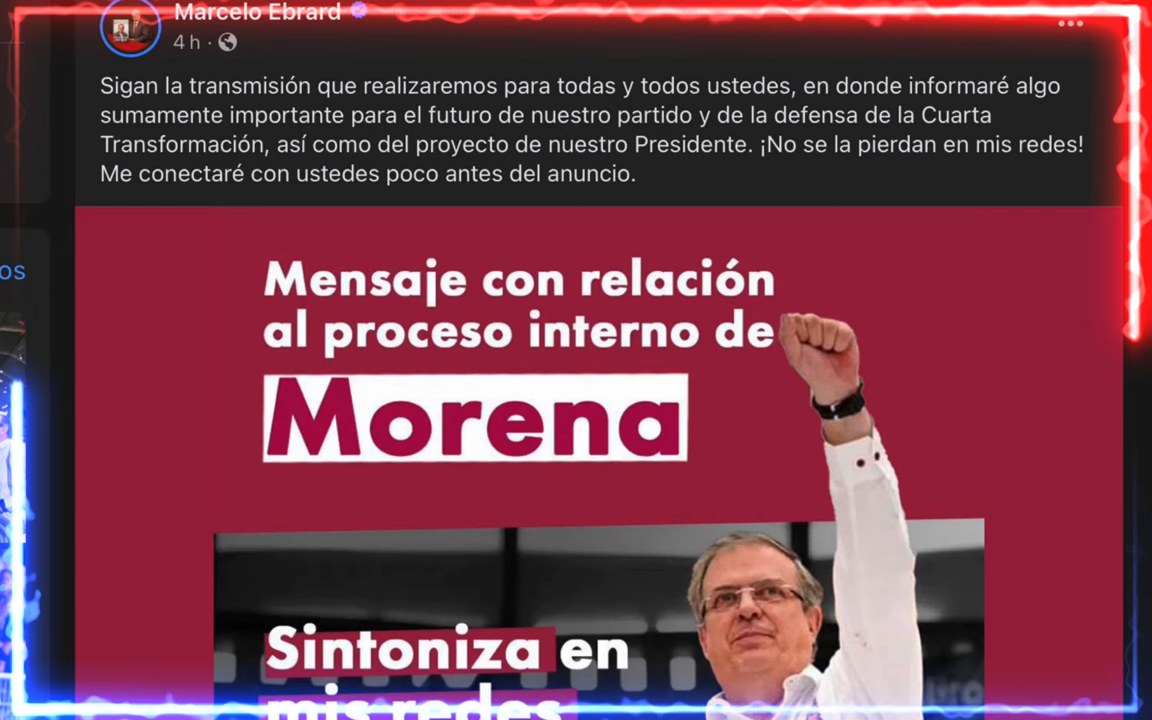 Marcelo Ebrard
4 h ·
Sigan la transmisión que realizaremos para todas y todos ustedes, en donde informaré algo
sumamente importante para el futuro de nuestro partido y de la defensa de la Cuarta
Transformación, así como del proyecto de nuestro Presidente. ¡No se la pierdan en mis redes!
Me conectaré con ustedes poco antes del anuncio.
os
Mensaje con relación
al proceso interno de
Morena
Sintoniza en
mis redes